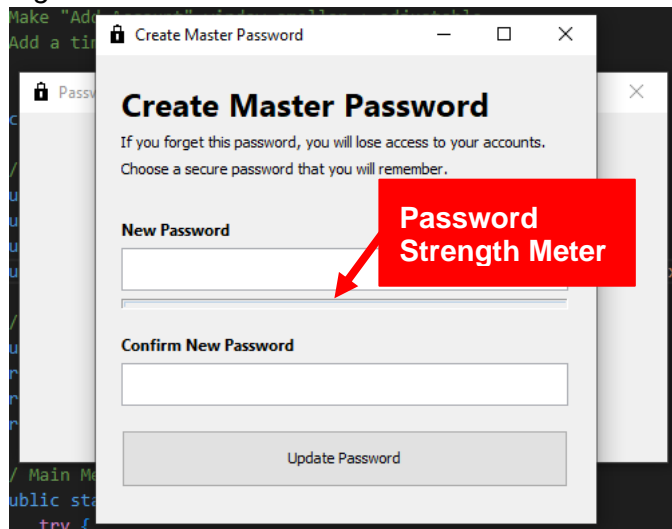 Make "Add
Add a tim
Create Master Password
Passw
Create Master Password
If you forget this password, you will lose access to your accounts.
Choose a secure password that you will remember.
Password
Strength Meter
New Password
Confirm New Password
Update Password
/ Main Me
ublic sta
try {